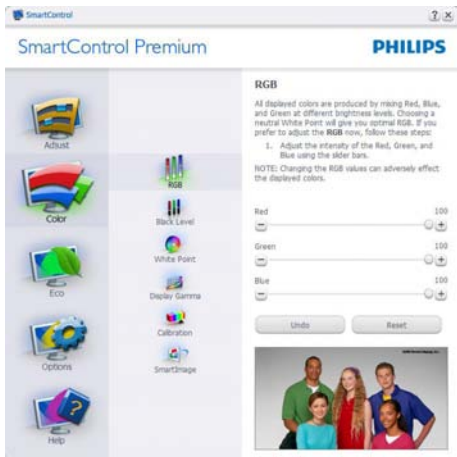 SmartControl
SmartControl Premium
PHILIPS
Adjust
Color
Eco
Options
Help
RGB
Black Level
White Point
Display Gamma
Calibration
SmartImage
RGB
All displayed colors are produced by mixing Red, Blue,
and Green at different brightness levels. Choosing a
neutral White Point will give you optimal RGB. If you
prefer to adjust the RGB now, follow these steps:
1. Adjust the intensity of the Red, Green, and
Blue using the slider bars.
NOTE: Changing the RGB values can adversely effect
the displayed colors.
Red 100
Green 100
Blue 100
Undo Reset